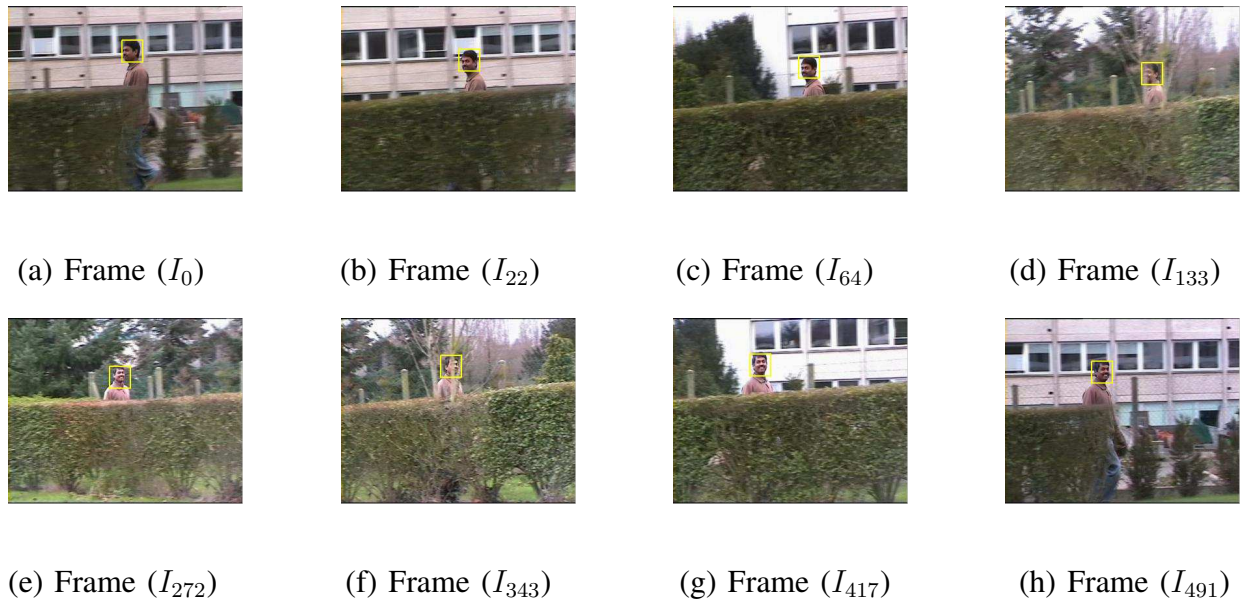 (a) Frame (I₀)
(b) Frame (I₂₂)
(c) Frame (I₆₄)
(d) Frame (I₁₃₃)
(e) Frame (I₂₇₂)
(f) Frame (I₃₄₃)
(g) Frame (I₄₁₇)
(h) Frame (I₄₉₁)